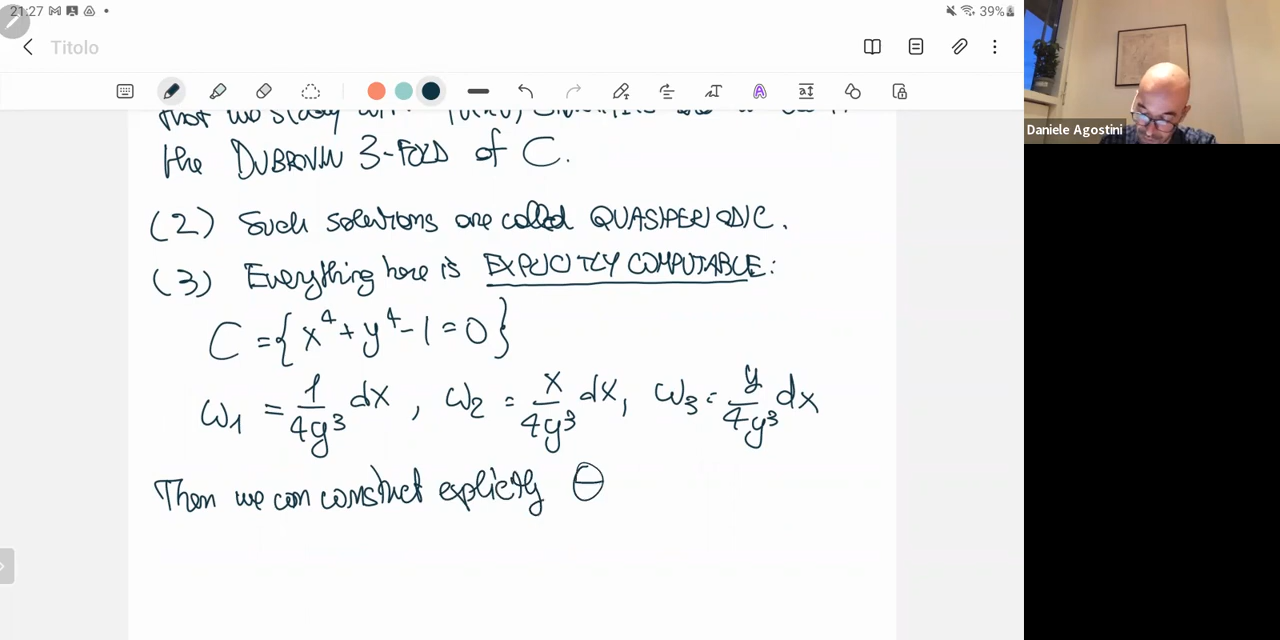 21:27
39%
Titolo
Daniele Agostini
the DUBROVIN 3-FOLD of C.
(2) Such solutions are called QUASIPERIODIC.
(3) Everything here is EXPLICITLY COMPUTABLE:
C = {x⁴ + y⁴ - 1 = 0}
ω₁ = 1/4y³ dx, ω₂ = x/4y³ dx, ω₃ = y/4y³ dx
Then we can construct explicitly Θ